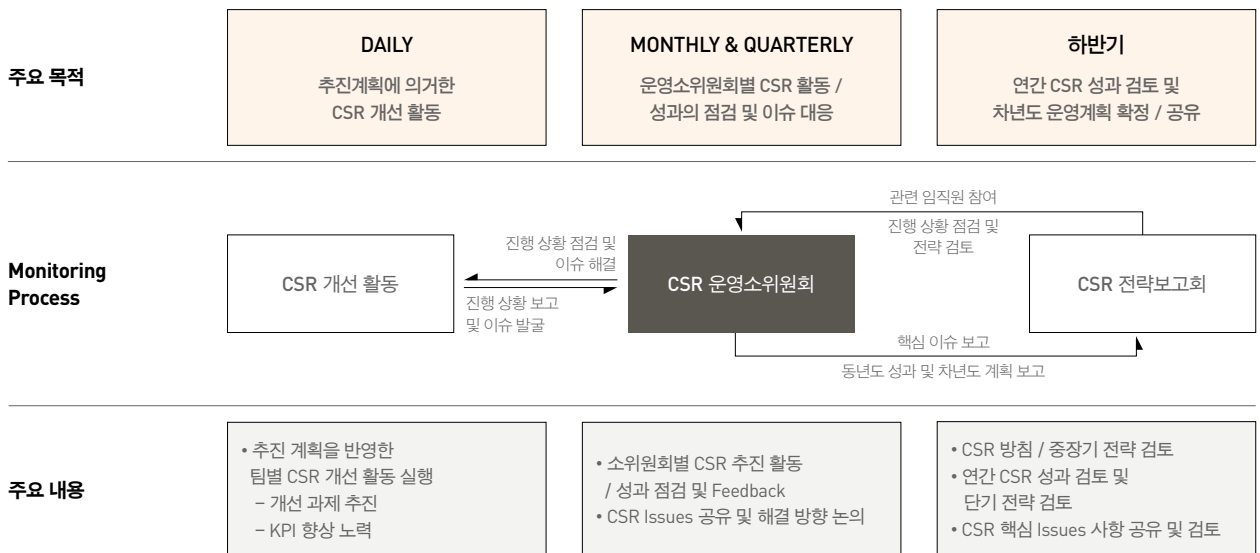 주요 목적
DAILY
추진계획에 의거한
CSR 개선 활동
MONTHLY & QUARTERLY
운영소위원회별 CSR 활동 /
성과의 점검 및 이슈 대응
하반기
연간 CSR 성과 검토 및
차년도 운영계획 확정 / 공유
Monitoring
Process
CSR 개선 활동
진행 상황 점검 및
이슈 해결
진행 상황 보고
및 이슈 발굴
CSR 운영소위원회
관련 임직원 참여
진행 상황 점검 및
전략 검토
핵심 이슈 보고
동년도 성과 및 차년도 계획 보고
CSR 전략보고회
주요 내용
• 추진 계획을 반영한
팀별 CSR 개선 활동 실행
– 개선 과제 추진
– KPI 향상 노력
• 소위원회별 CSR 추진 활동
/ 성과 점검 및 Feedback
• CSR Issues 공유 및 해결 방향 논의
• CSR 방침 / 중장기 전략 검토
• 연간 CSR 성과 검토 및
단기 전략 검토
• CSR 핵심 Issues 사항 공유 및 검토